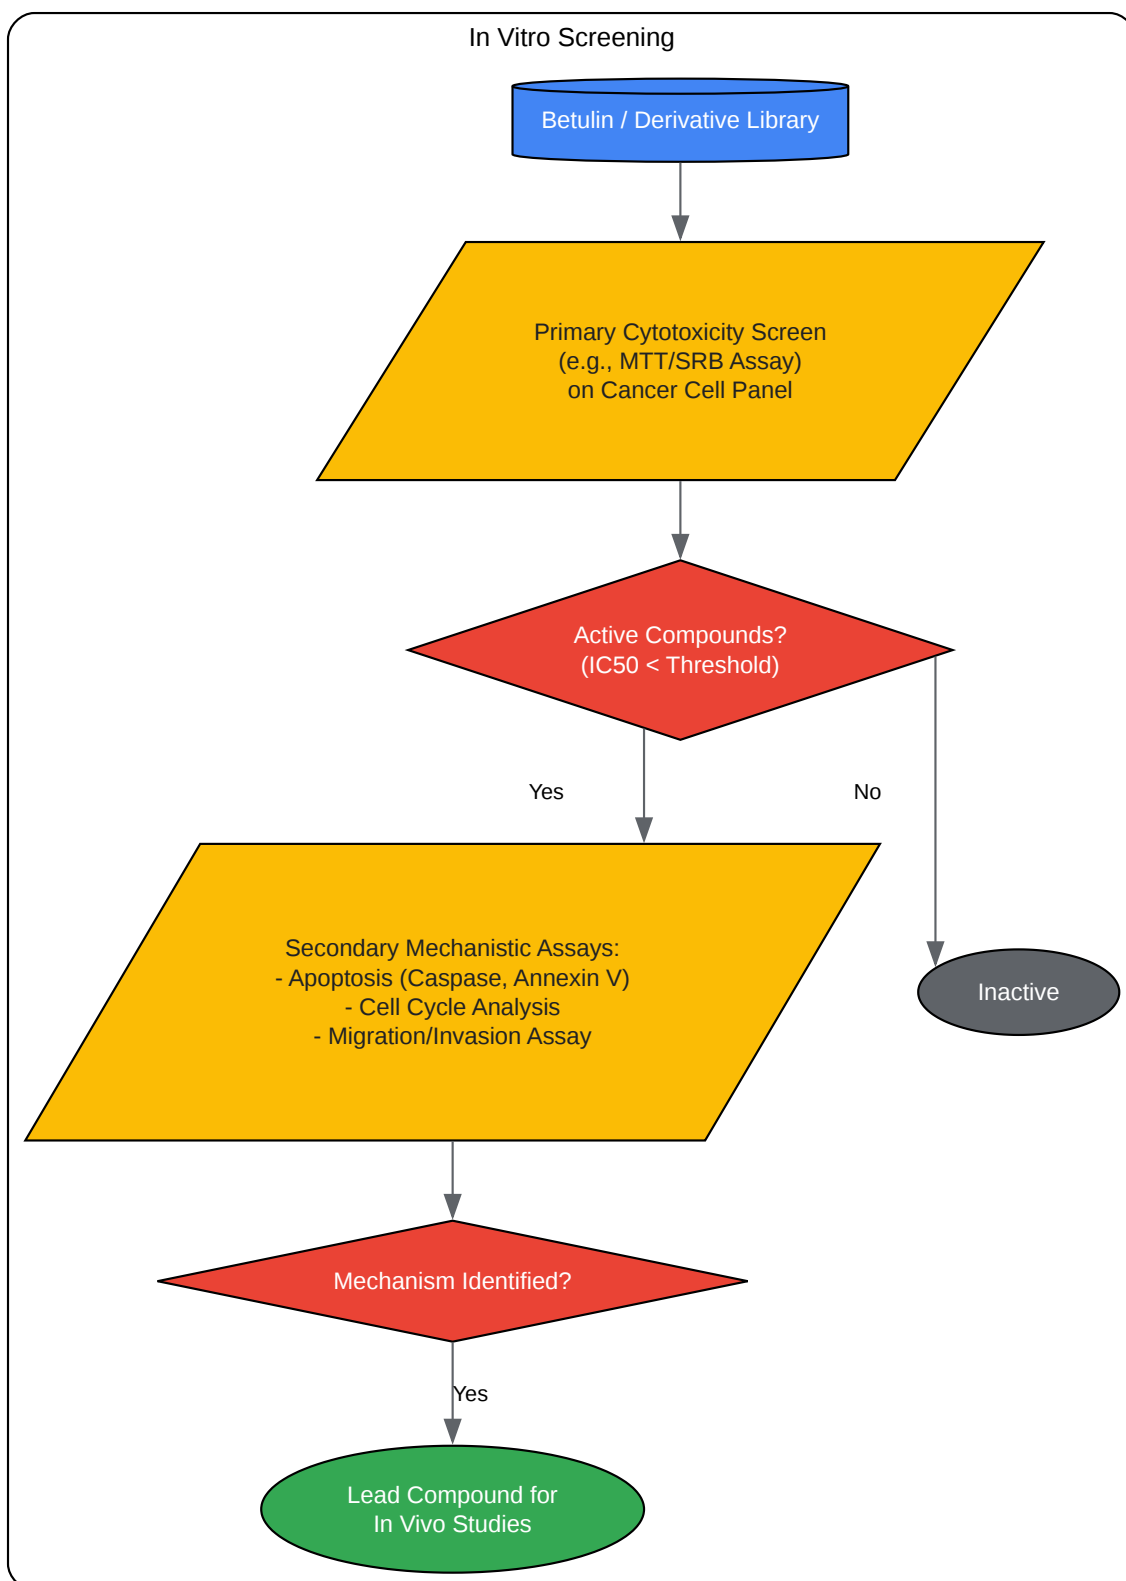 In Vitro Screening
Betulin / Derivative Library
Primary Cytotoxicity Screen
(e.g., MTT/SRB Assay)
on Cancer Cell Panel
Active Compounds?
(IC50 < Threshold)
Yes
No
Secondary Mechanistic Assays:
- Apoptosis (Caspase, Annexin V)
- Cell Cycle Analysis
- Migration/Invasion Assay
Inactive
Mechanism Identified?
Yes
Lead Compound for
In Vivo Studies